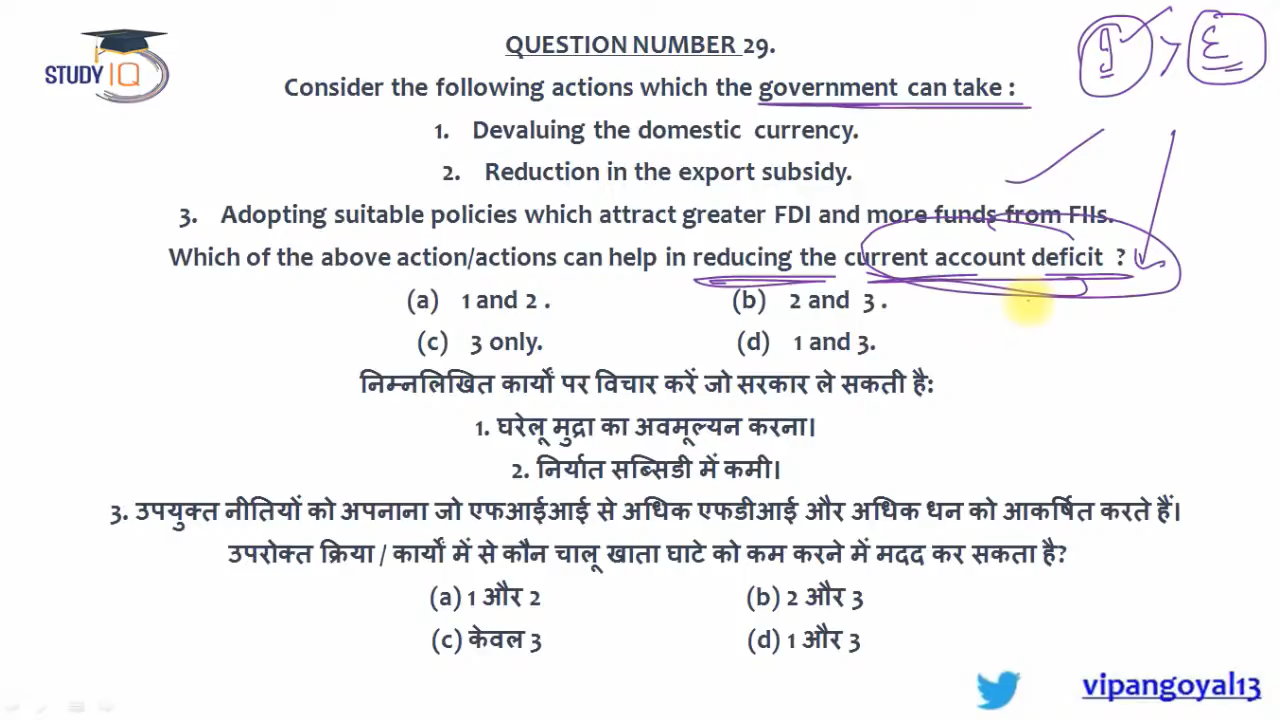 STUDY IQ
QUESTION NUMBER 29.
I > E
Consider the following actions which the government can take :
1. Devaluing the domestic currency.
2. Reduction in the export subsidy.
3. Adopting suitable policies which attract greater FDI and more funds from FIIs.
Which of the above action/actions can help in reducing the current account deficit ?
(a) 1 and 2 . (b) 2 and 3 .
(c) 3 only. (d) 1 and 3.
निम्नलिखित कार्यों पर विचार करें जो सरकार ले सकती है:
1. घरेलू मुद्रा का अवमूल्यन करना।
2. निर्यात सब्सिडी में कमी।
3. उपयुक्त नीतियों को अपनाना जो एफआईआई से अधिक एफडीआई और अधिक धन को आकर्षित करते हैं।
उपरोक्त क्रिया / कार्यों में से कौन चालू खाता घाटे को कम करने में मदद कर सकता है?
(a) 1 और 2 (b) 2 और 3
(c) केवल 3 (d) 1 और 3
vipangoyal13